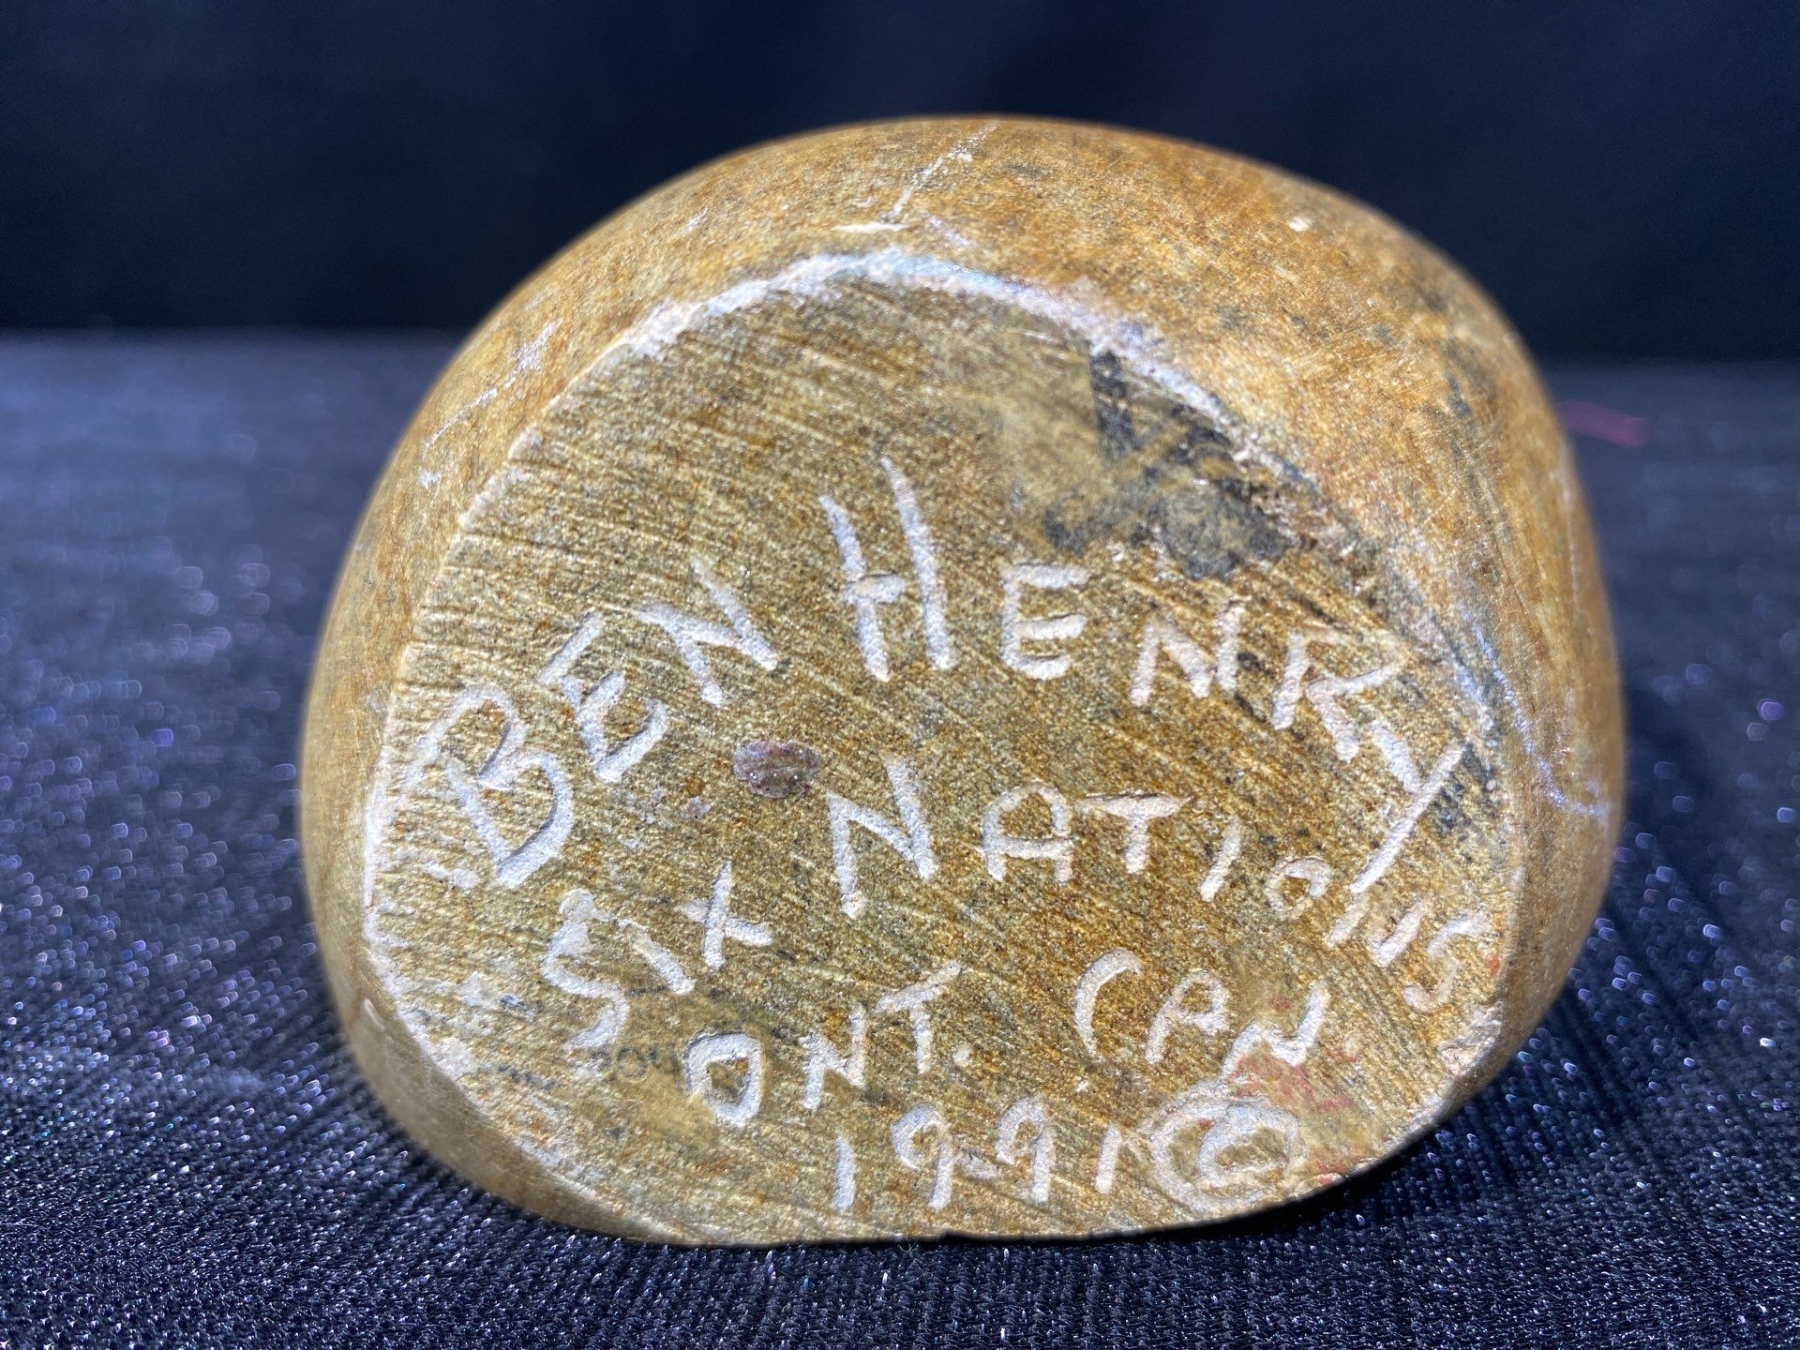 BEN HENRY
SIX NATIONS
ONT. CAN.
1991 ©